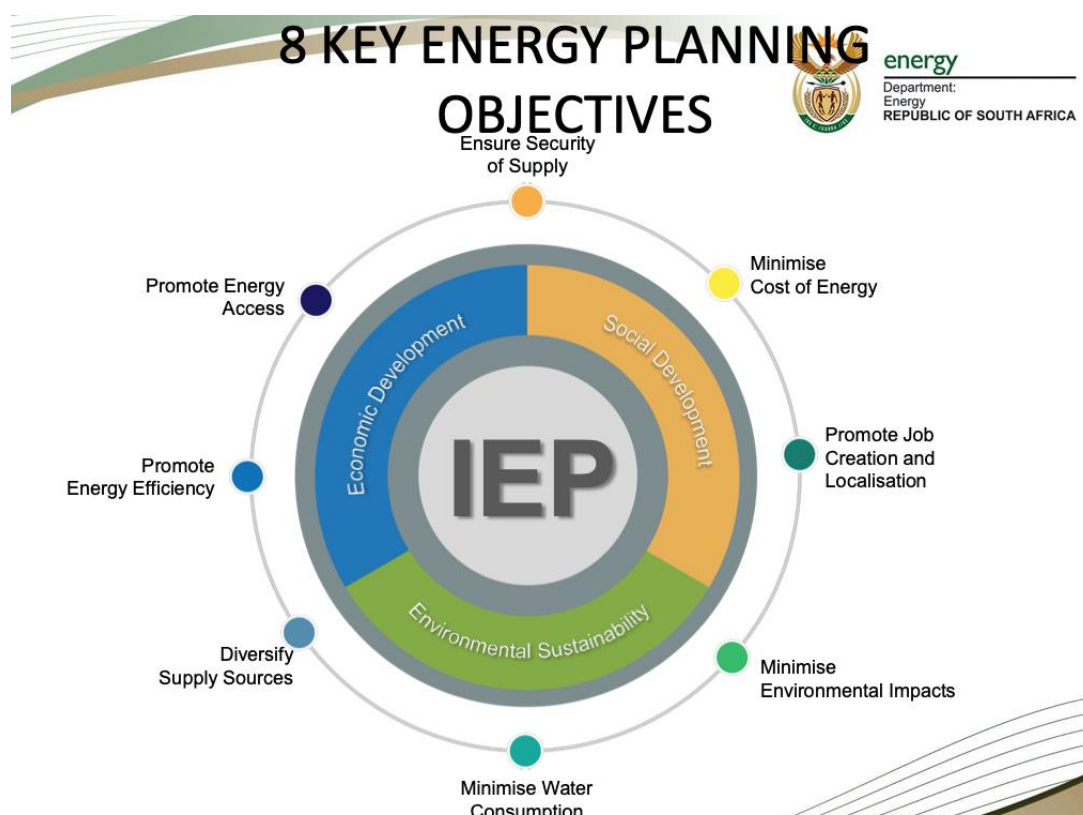 8 KEY ENERGY PLANNING
OBJECTIVES
energy
Department:
Energy
REPUBLIC OF SOUTH AFRICA
Ensure Security
of Supply
Minimise
Cost of Energy
Promote Job
Creation and
Localisation
Minimise
Environmental Impacts
Minimise Water
Consumption
Diversify
Supply Sources
Promote
Energy Efficiency
Promote Energy
Access
Economic Development
Social Development
Environmental Sustainability
IEP